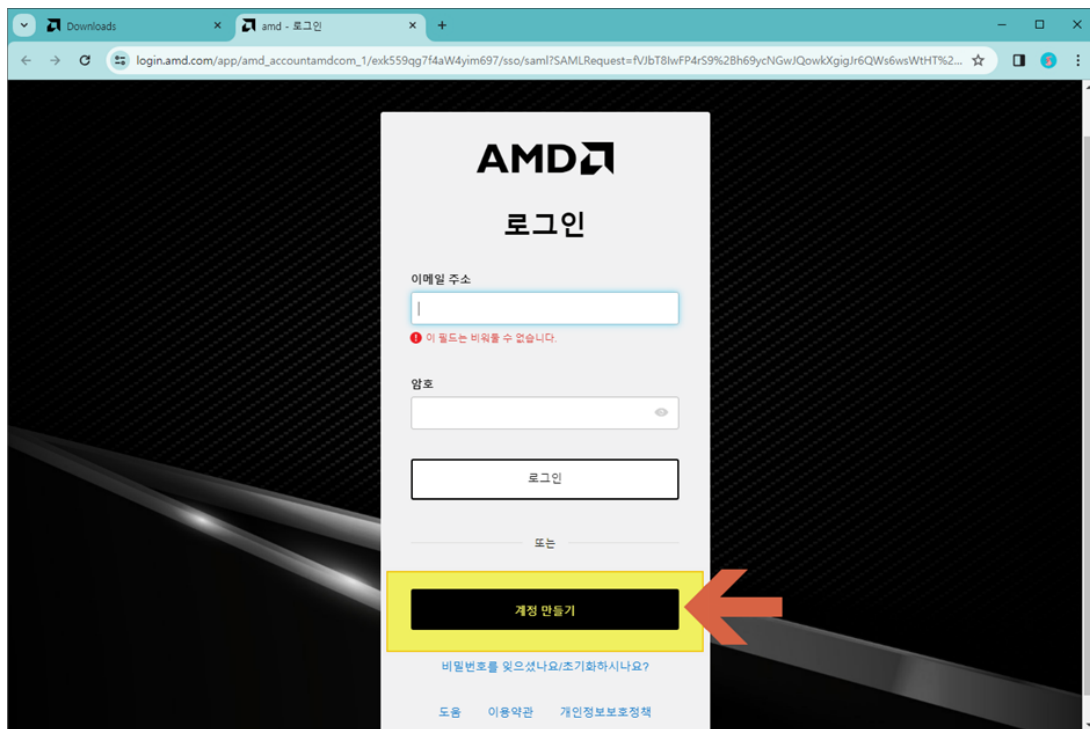 Downloads
amd - 로그인
login.amd.com/app/amd_accountamdcom_1/exk559qg7f4aW4yim697/sso/saml?SAMLRequest=fVJbT8IwFP4rS9%2Bh69ycNGwJQowkXgigJr6QWs6wsWtHT%2...
AMD
로그인
이메일 주소
이 필드는 비워둘 수 없습니다.
암호
로그인
또는
계정 만들기
비밀번호를 잊으셨나요/초기화하시나요?
도움 이용약관 개인정보보호정책